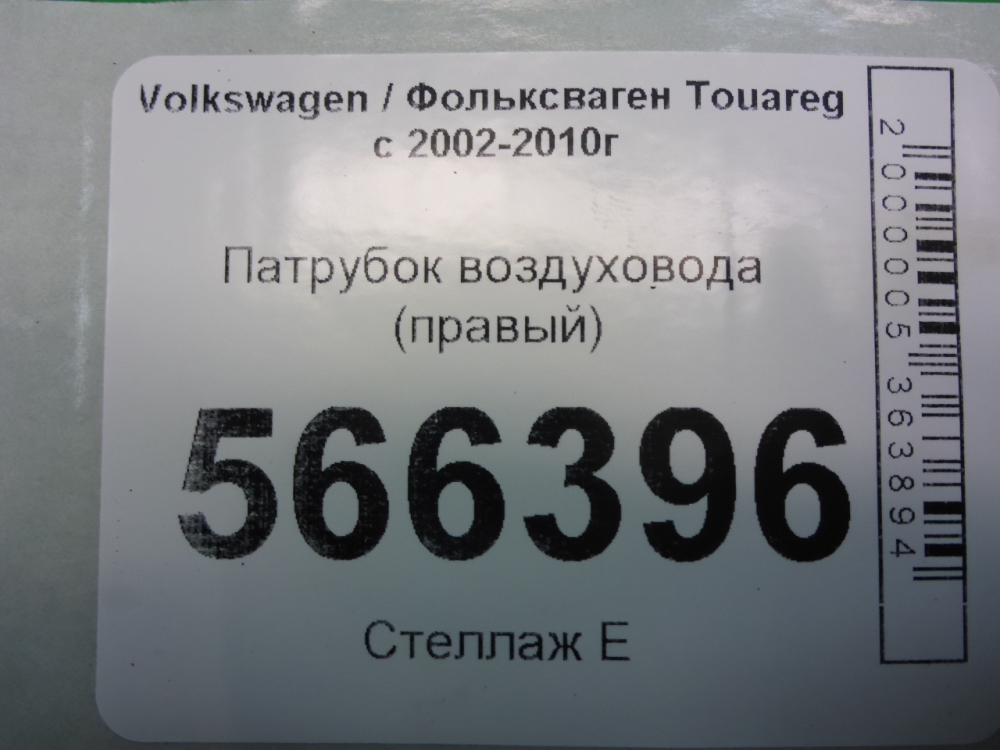 Volkswagen / Фольксваген Touareg
с 2002-2010г
Патрубок воздуховода
(правый)
566396
Стеллаж Е
2000005363894